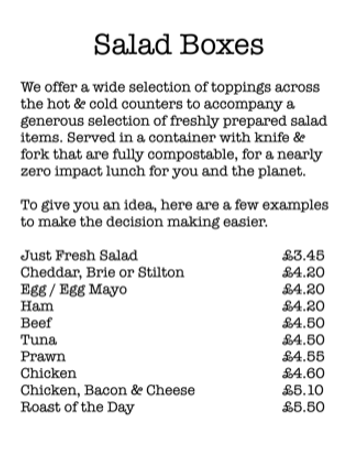 Salad Boxes
We offer a wide selection of toppings across
the hot & cold counters to accompany a
generous selection of freshly prepared salad
items. Served in a container with knife &
fork that are fully compostable, for a nearly
zero impact lunch for you and the planet.
To give you an idea, here are a few examples
to make the decision making easier.
Just Fresh Salad £3.45
Cheddar, Brie or Stilton £4.20
Egg / Egg Mayo £4.20
Ham £4.20
Beef £4.50
Tuna £4.50
Prawn £4.55
Chicken £4.60
Chicken, Bacon & Cheese £5.10
Roast of the Day £5.50